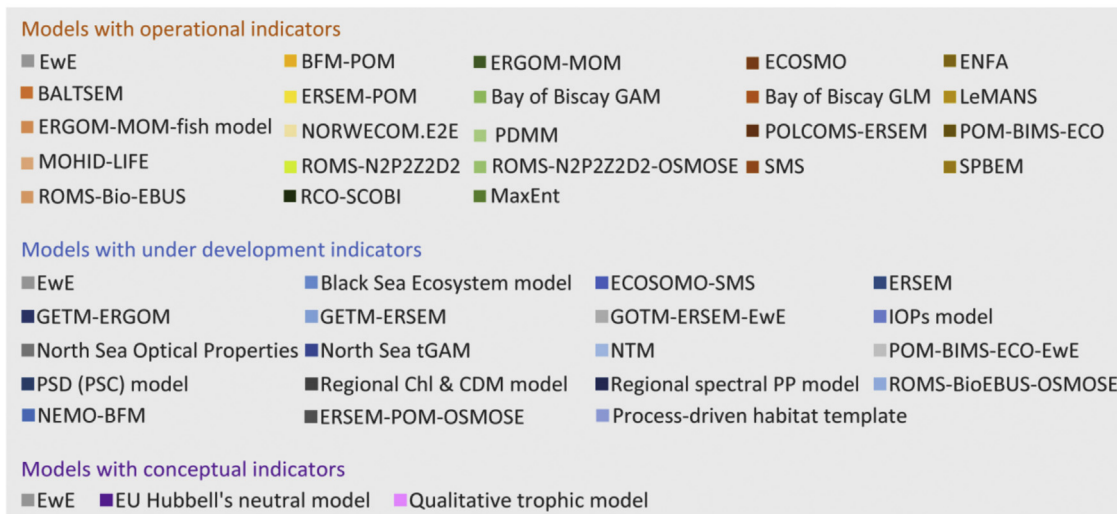 Models with operational indicators
EwE BFM-POM ERGOM-MOM ECOSMO ENFA
BALTSEM ERSEM-POM Bay of Biscay GAM Bay of Biscay GLM LeMANS
ERGOM-MOM-fish model NORWECOM.E2E PDMM POLCOMS-ERSEM POM-BIMS-ECO
MOHID-LIFE ROMS-N2P2Z2D2 ROMS-N2P2Z2D2-OSMOSE SMS SPBEM
ROMS-Bio-EBUS RCO-SCOBI MaxEnt
Models with under development indicators
EwE Black Sea Ecosystem model ECOSOMO-SMS ERSEM
GETM-ERGOM GETM-ERSEM GOTM-ERSEM-EwE IOPs model
North Sea Optical Properties North Sea tGAM NTM POM-BIMS-ECO-EwE
PSD (PSC) model Regional Chl & CDM model Regional spectral PP model ROMS-BioEBUS-OSMOSE
NEMO-BFM ERSEM-POM-OSMOSE Process-driven habitat template
Models with conceptual indicators
EwE EU Hubbell's neutral model Qualitative trophic model